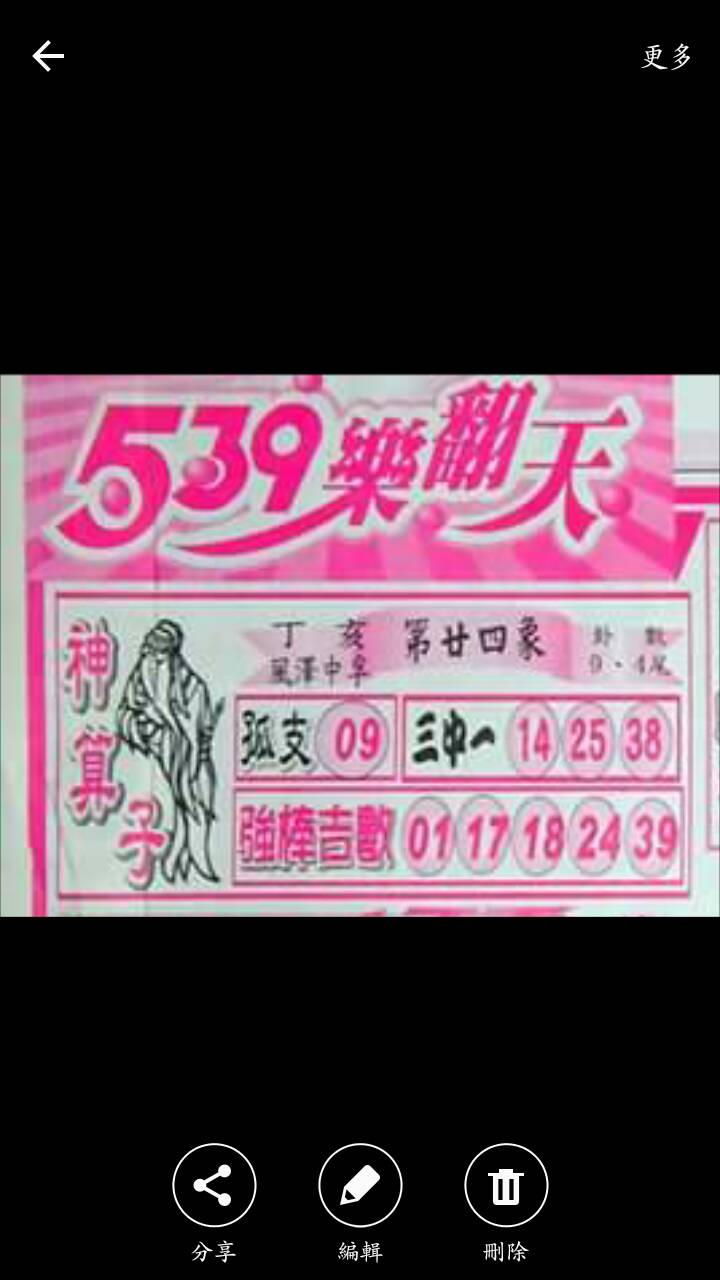 更多
539樂翻天
神算子
丁亥 第廿四象 卦數
風澤中孚 9·4尾
孤支 09 三中一 14 25 38
強棒吉數 01 17 18 24 39
分享 編輯 刪除